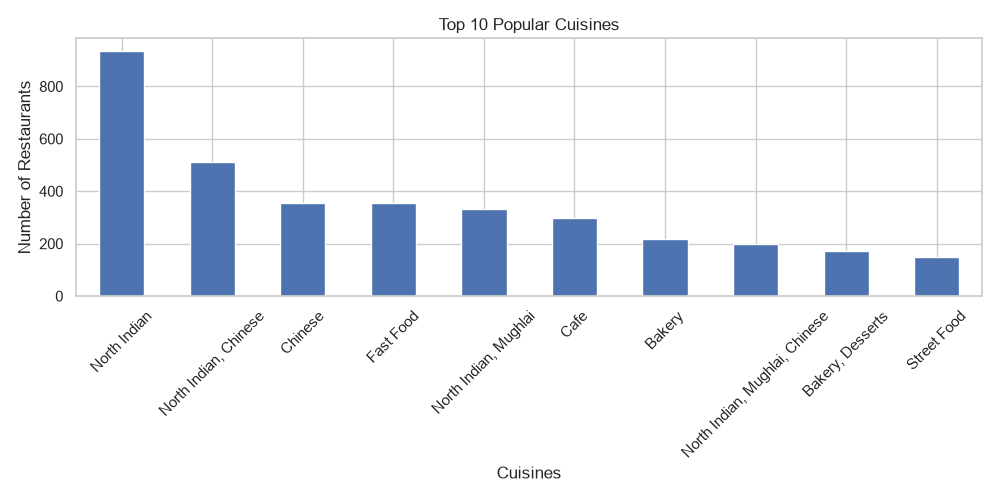 Top 10 Popular Cuisines
Number of Restaurants
800
600
400
200
0
North Indian
North Indian, Chinese
Chinese
Fast Food
North Indian, Mughlai
Cafe
Bakery
North Indian, Mughlai, Chinese
Bakery, Desserts
Street Food
Cuisines